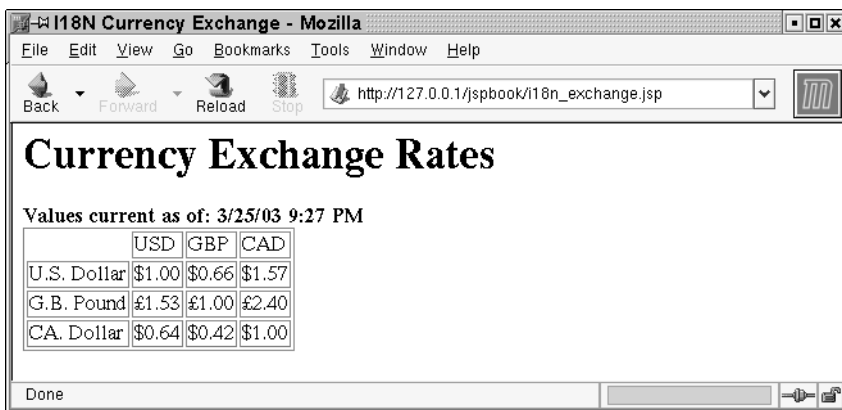 I18N Currency Exchange - Mozilla
File Edit View Go Bookmarks Tools Window Help
Back Forward Reload Stop http://127.0.0.1/jspbook/i18n_exchange.jsp
Currency Exchange Rates
Values current as of: 3/25/03 9:27 PM
USD GBP CAD
U.S. Dollar $1.00 $0.66 $1.57
G.B. Pound £1.53 £1.00 £2.40
CA. Dollar $0.64 $0.42 $1.00
Done